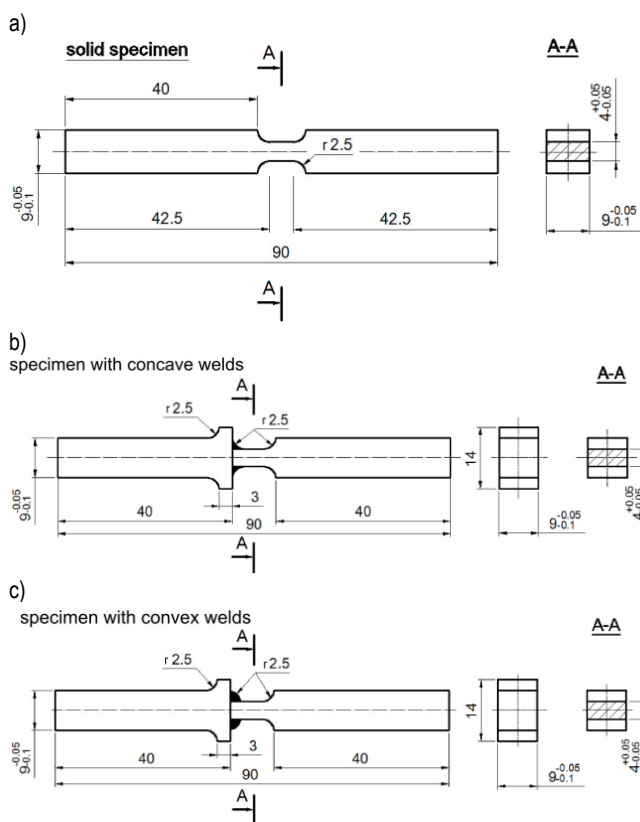 a)
solid specimen
A
A-A
40
+0.05
4-0.05
r 2.5
-0.05
9-0.1
42.5
42.5
-0.05
9-0.1
90
A
b)
specimen with concave welds
A
A-A
r 2.5
r 2.5
14
-0.05
9-0.1
3
40
40
90
-0.05
9-0.1
+0.05
4-0.05
A
c)
specimen with convex welds
A
A-A
r 2.5
r 2.5
14
-0.05
9-0.1
3
40
40
90
-0.05
9-0.1
+0.05
4-0.05
A